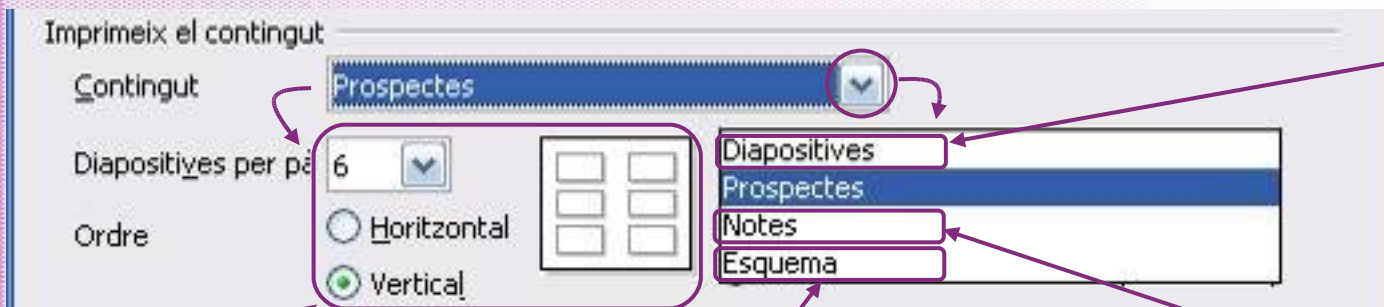 Imprimeix el contingut
Contingut
Prospectes
Diapositives per pà
6
Ordre
Horitzontal
Vertical
Diapositives
Prospectes
Notes
Esquema